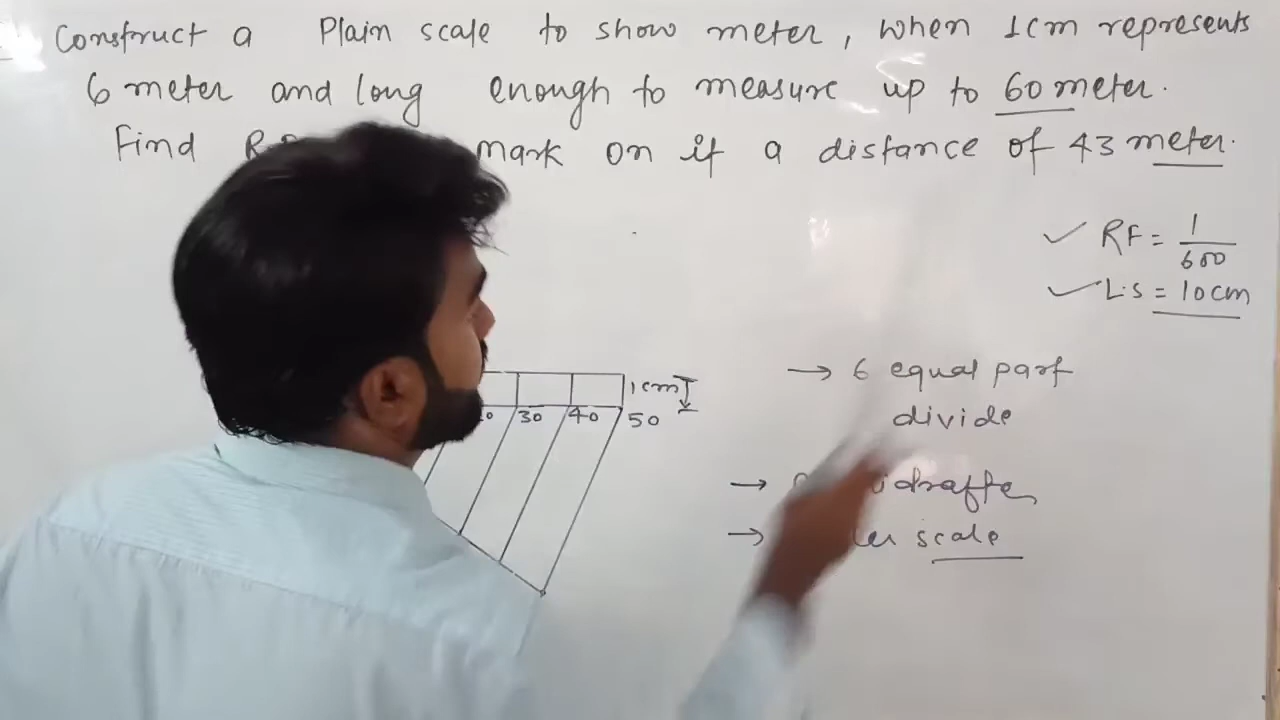 Construct a Plain scale to show meter, when 1cm represents
6 meter and long enough to measure up to 60 meter.
Find mark on it a distance of 43 meter.
✓ RF = 1/600
✓ L.S = 10cm
→ 6 equal part
divide
1cm
30 40 50
→ drafter
→ scale